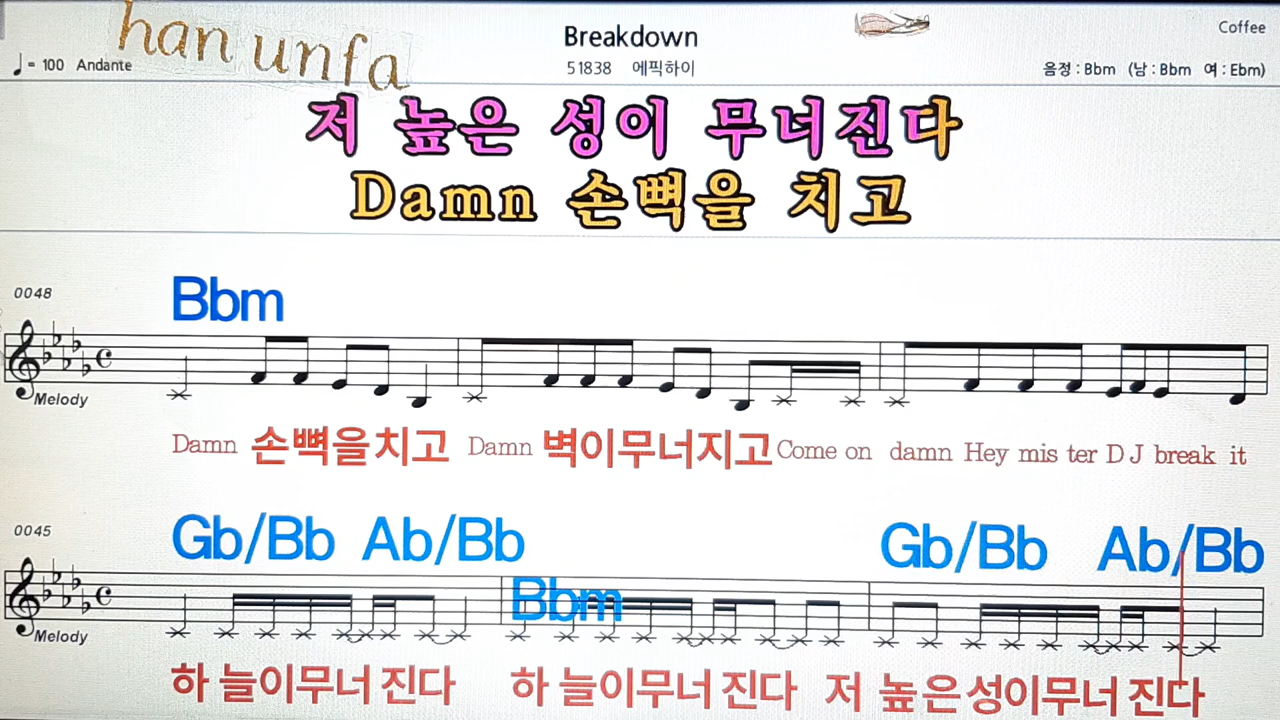 han unfa
Breakdown
Coffee
♩= 100 Andante
51838 에픽하이
음정 : Bbm (남 : Bbm 여 : Ebm)
저 높은 성이 무너진다
Damn 손뼉을 치고
0048
Bbm
Melody
Damn 손뼉을치고 Damn 벽이무너지고 Come on damn Hey mis ter D J break it
0045
Gb/Bb Ab/Bb Bbm Gb/Bb Ab/Bb
Melody
하 늘이무너 진다 하 늘이무너 진다 저 높은성이무너 진다